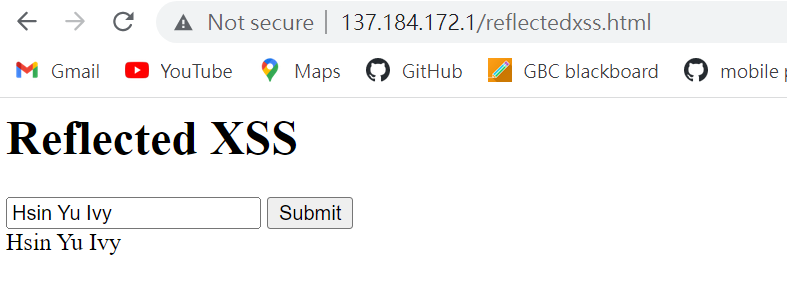 Not secure | 137.184.172.1/reflectedxss.html
Gmail YouTube Maps GitHub GBC blackboard mobile
Reflected XSS
Hsin Yu Ivy Submit
Hsin Yu Ivy